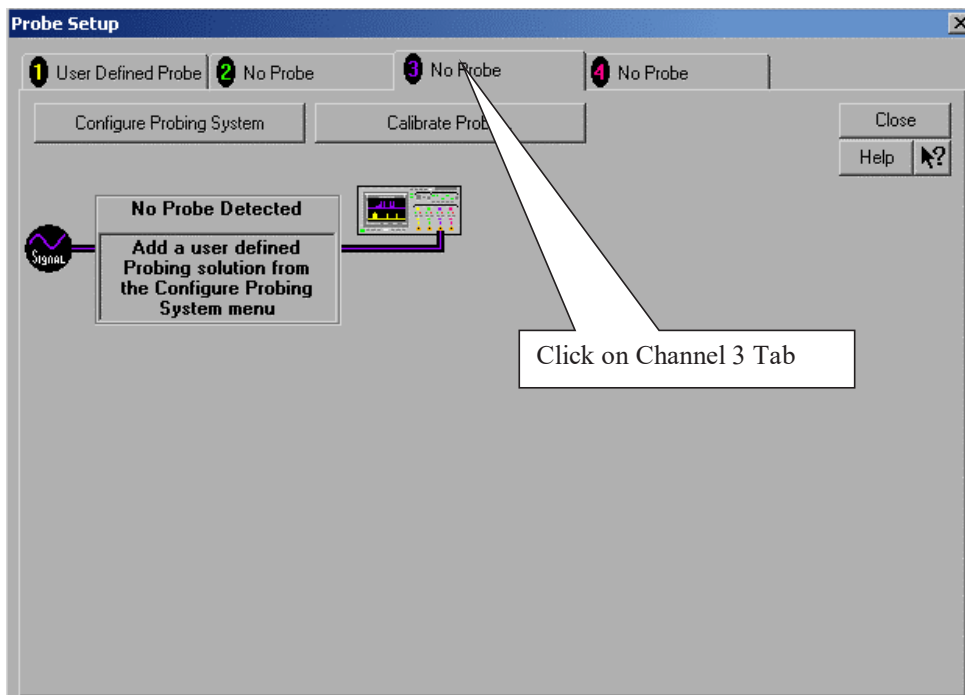 Probe Setup
1 User Defined Probe 2 No Probe 3 No Probe 4 No Probe
Configure Probing System Calibrate Close
Help ?
No Probe Detected
Add a user defined
Probing solution from
the Configure Probing
System menu
SIGNAL
Click on Channel 3 Tab